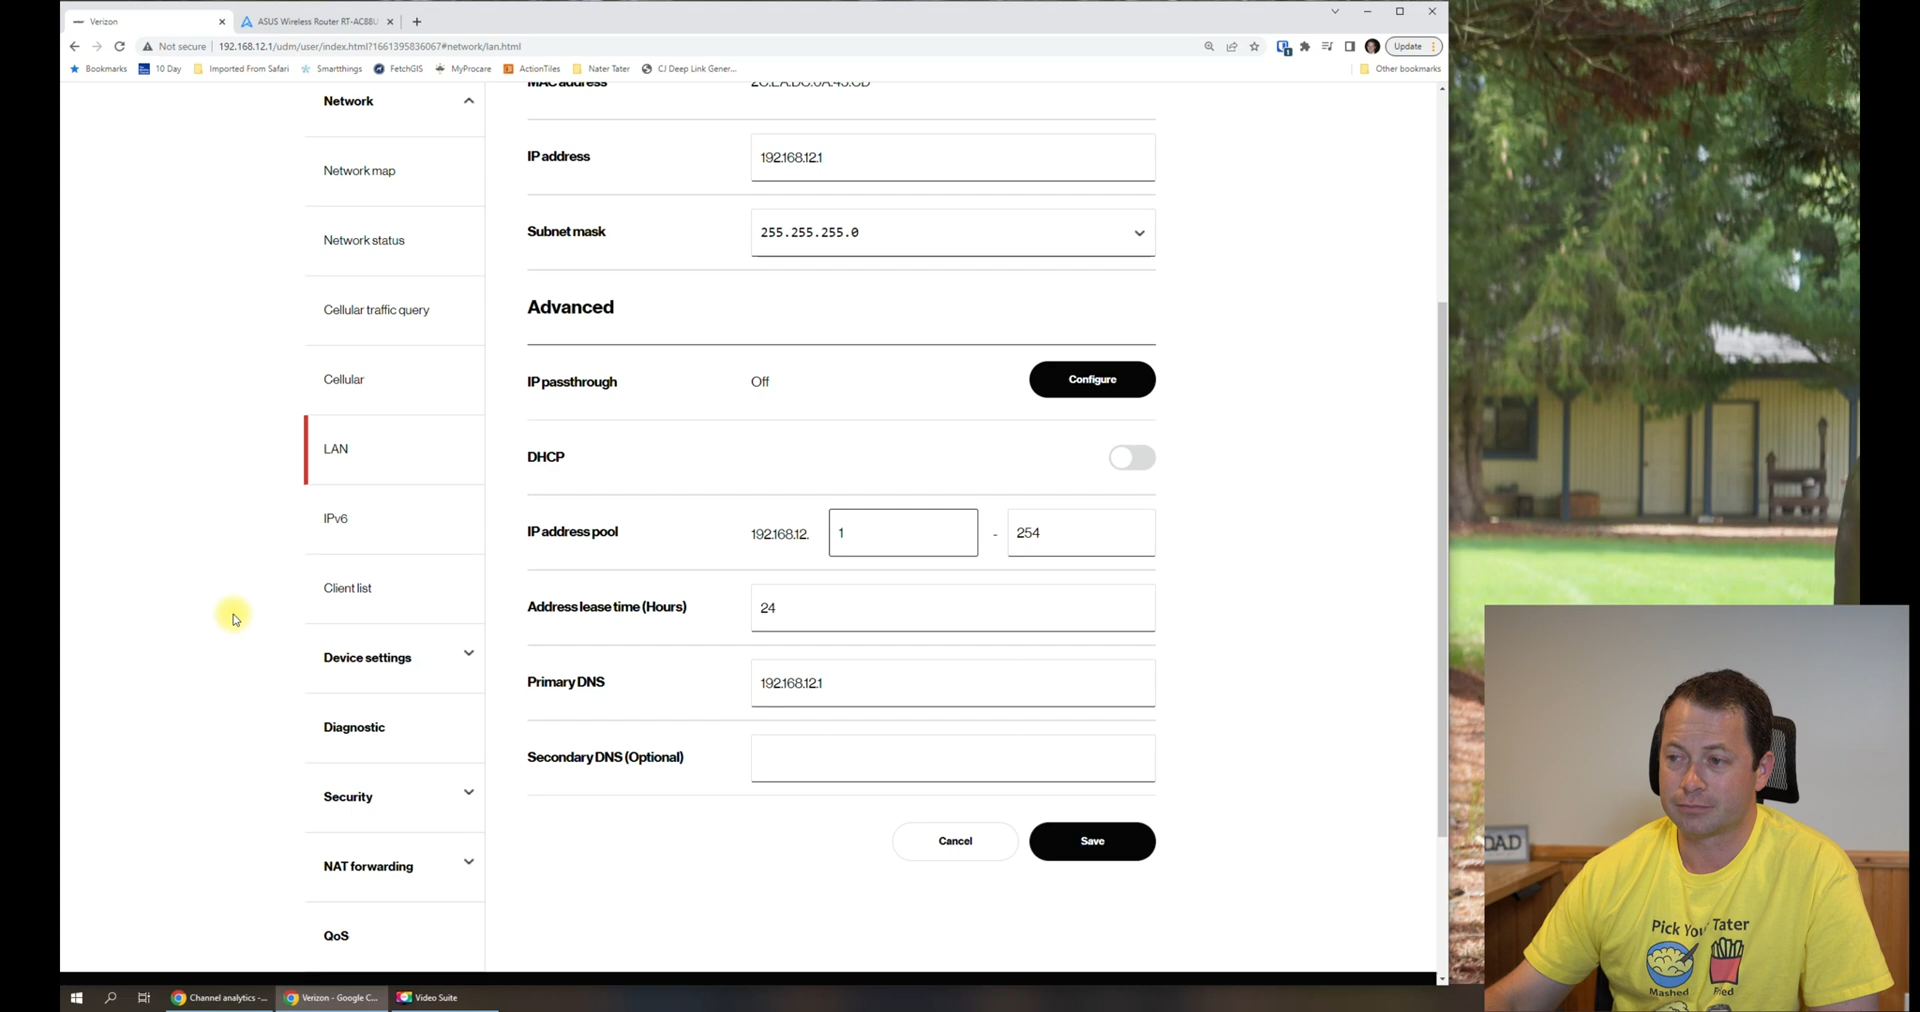 Verizon
ASUS Wireless Router RT-AC88U
Not secure
192.168.12.1/udm/user/index.html?1661395836067#network/lan.html
Update
Bookmarks
10 Day
Imported From Safari
Smartthings
FetchGIS
MyProcare
ActionTiles
Nater Tater
CJ Deep Link Gener...
Other bookmarks
Network
Network map
Network status
Cellular traffic query
Cellular
LAN
IPv6
Client list
Device settings
Diagnostic
Security
NAT forwarding
QoS
MAC address
IP address
192.168.12.1
Subnet mask
255.255.255.0
Advanced
IP passthrough
Off
Configure
DHCP
IP address pool
192.168.12.
1
-
254
Address lease time (Hours)
24
Primary DNS
192.168.12.1
Secondary DNS (Optional)
Cancel
Save
Channel analytics -...
Verizon - Google C...
Video Suite
DAD
Pick Your Tater
Mashed
Fried